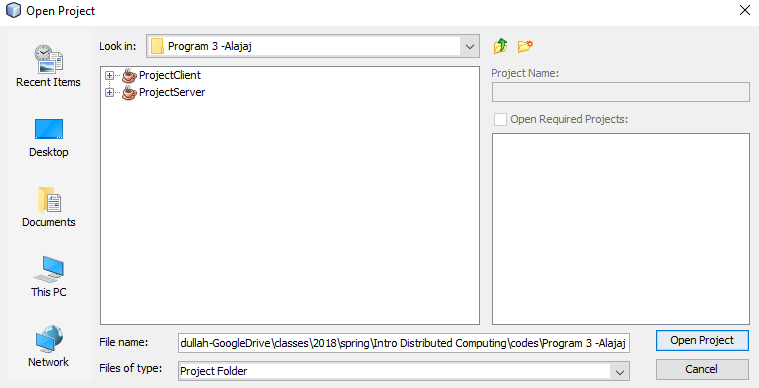 Open Project
Look in: Program 3 -Alajaj
Recent Items
Desktop
Documents
This PC
Network
ProjectClient
ProjectServer
Project Name:
Open Required Projects:
File name: dullah-GoogleDrive\classes\2018\spring\Intro Distributed Computing\codes\Program 3 -Alajaj
Open Project
Files of type: Project Folder
Cancel